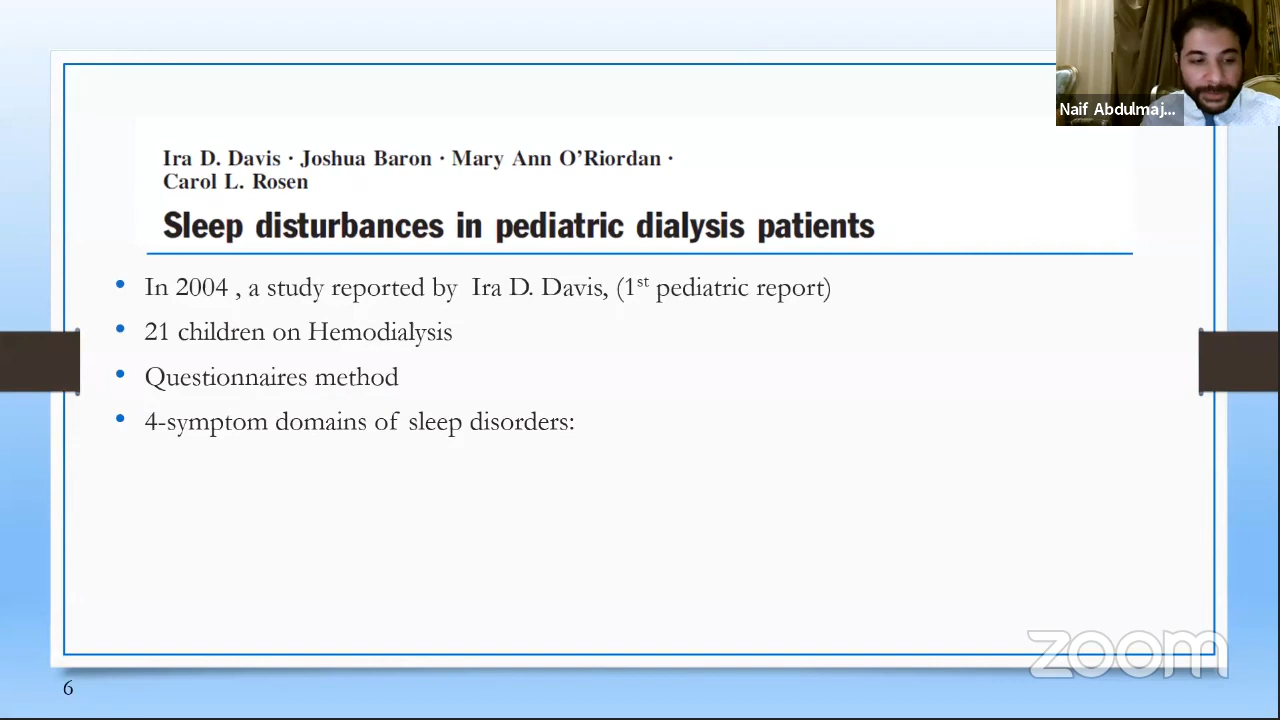 Naif Abdulmaj...
Ira D. Davis · Joshua Baron · Mary Ann O’Riordan ·
Carol L. Rosen
Sleep disturbances in pediatric dialysis patients
• In 2004 , a study reported by Ira D. Davis, (1st pediatric report)
• 21 children on Hemodialysis
• Questionnaires method
• 4-symptom domains of sleep disorders:
zoom
6